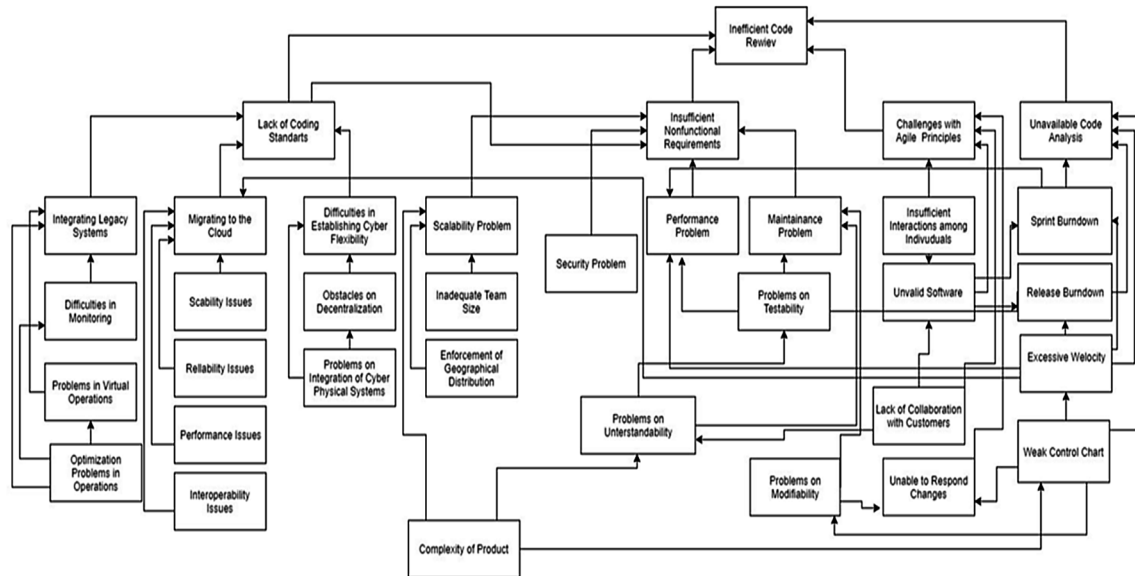 Inefficient Code
Rewiev
Lack of Coding
Standarts
Insufficient
Nonfunctional
Requirements
Challenges with
Agile Principles
Unavailable Code
Analysis
Integrating Legacy
Systems
Migrating to the
Cloud
Difficulties in
Establishing Cyber
Flexibility
Scalability Problem
Security Problem
Performance
Problem
Maintainance
Problem
Insufficient
Interactions among
Indivuduals
Sprint Burndown
Difficulties in
Monitoring
Scability Issues
Obstacles on
Decentralization
Inadequate Team
Size
Problems on
Testability
Unvalid Software
Release Burndown
Problems in Virtual
Operations
Reliability Issues
Problems on
Integration of Cyber
Physical Systems
Enforcement of
Geographical
Distribution
Excessive Welocity
Optimization
Problems in
Operations
Performance Issues
Problems on
Unterstandability
Lack of Collaboration
with Customers
Weak Control Chart
Interoperability
Issues
Problems on
Modifiability
Unable to Respond
Changes
Complexity of Product